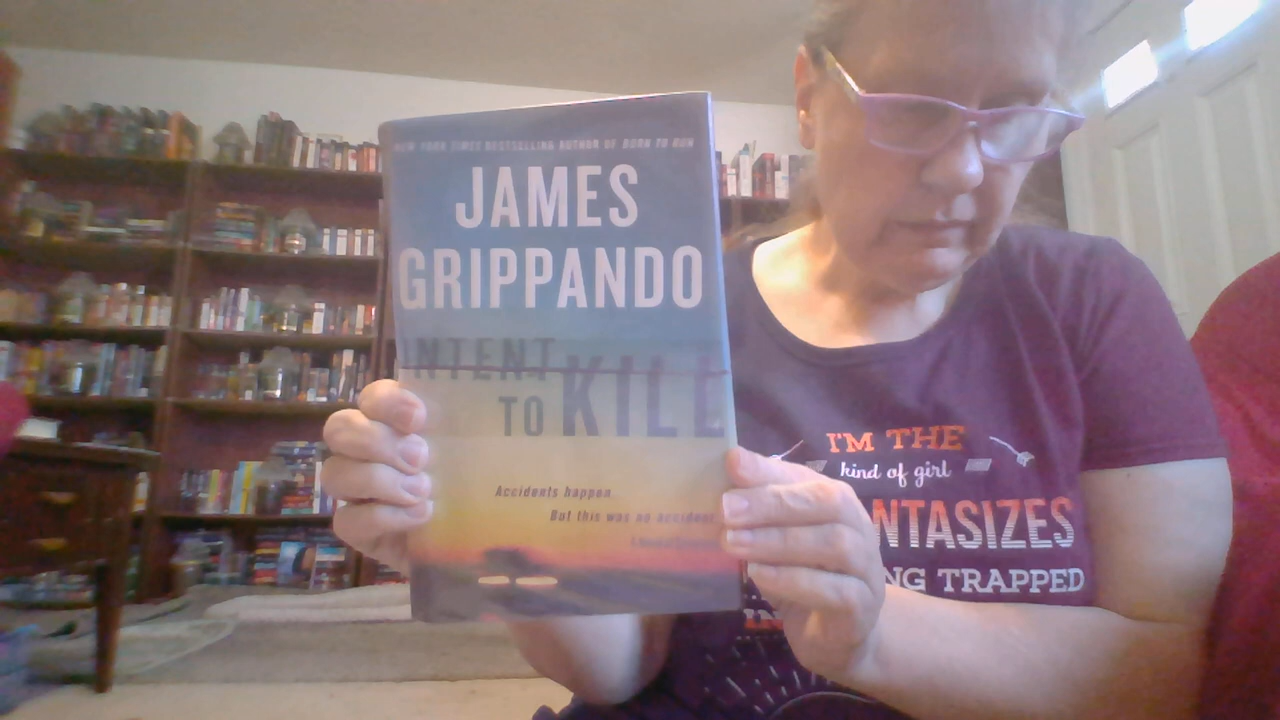 NEW YORK TIMES BESTSELLING AUTHOR OF BORN TO RUN
JAMES
GRIPPANDO
INTENT
TO KILL
Accidents happen.
But this was no accident.
I'M THE
kind of girl
NTASIZES
NG TRAPPED